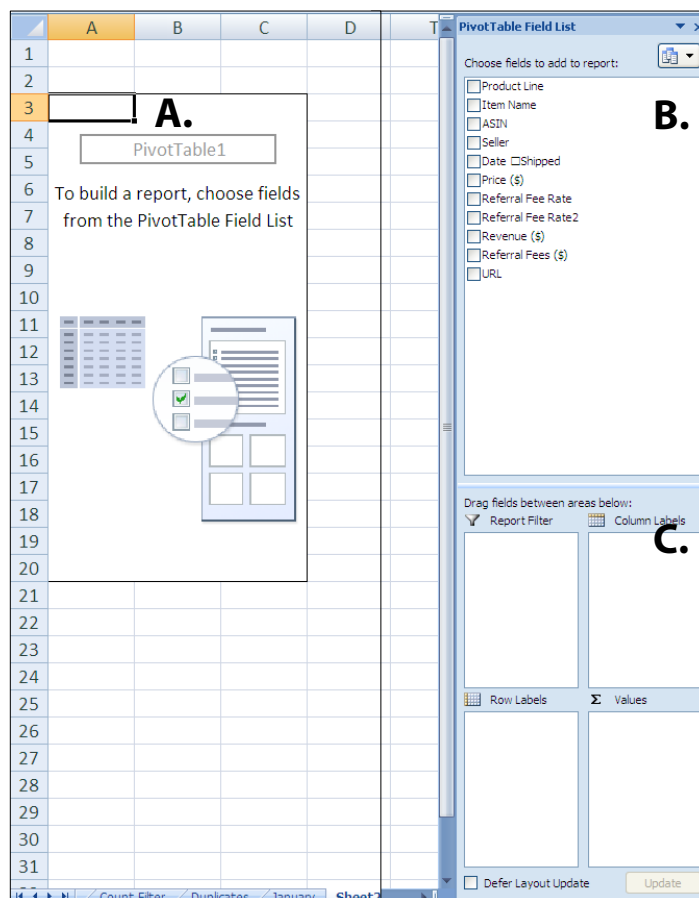 A B C D T
PivotTable Field List
1
Choose fields to add to report:
2
Product Line
3
A.
Item Name
B.
ASIN
4
PivotTable1
Seller
5
Date □Shipped
6
To build a report, choose fields
Price ($)
7
from the PivotTable Field List
Referral Fee Rate
Referral Fee Rate2
8
Revenue ($)
9
Referral Fees ($)
10
URL
11
12
13
14
15
16
17
18
Drag fields between areas below:
Report Filter
Column Labels
C.
19
20
21
22
23
24
25
Row Labels
Σ Values
26
27
28
29
30
31
Defer Layout Update
Update
Count Filter
Duplicates
January
Sheet2